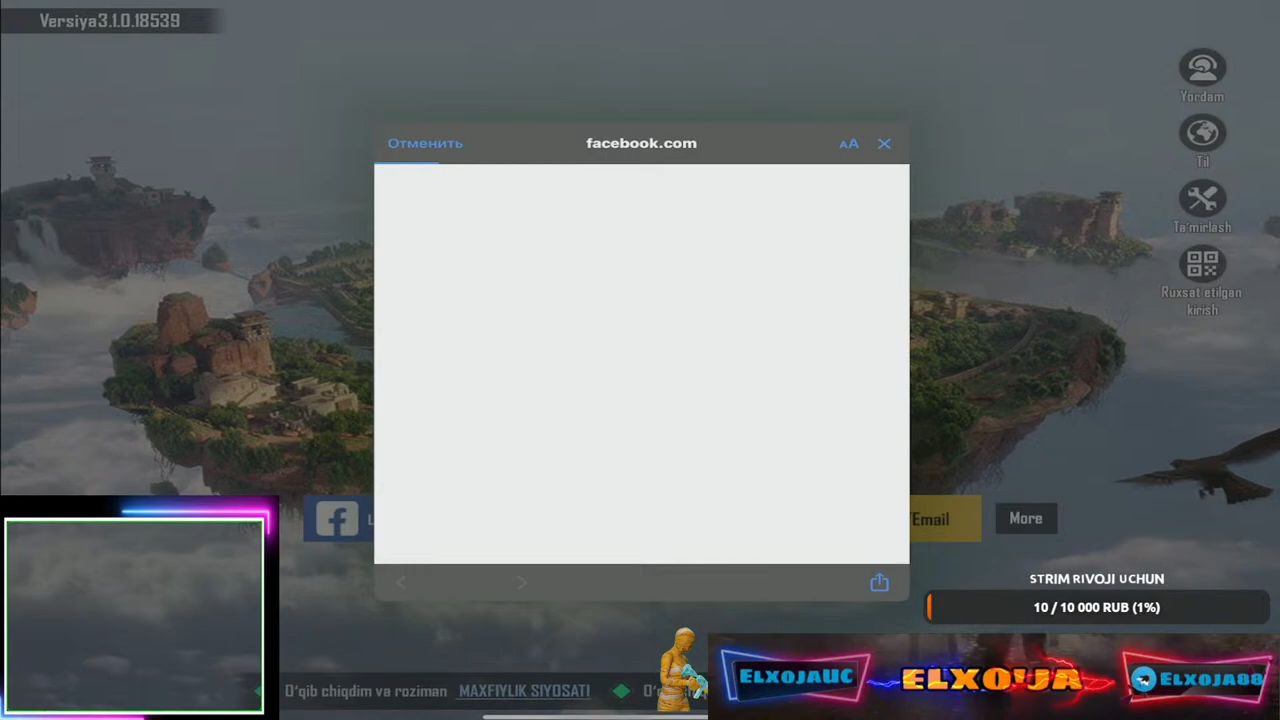 Versiya3.1.0.18539
Yordam
Til
Ta'mirlash
Ruxsat etilgan
kirish
Отменить
facebook.com
AA
L
Email
More
STRIM RIVOJI UCHUN
10 / 10 000 RUB (1%)
O'qib chiqdim va roziman MAXFIYLIK SIYOSATI
ELXOJAUC
ELXO'JA
ELXOJA88